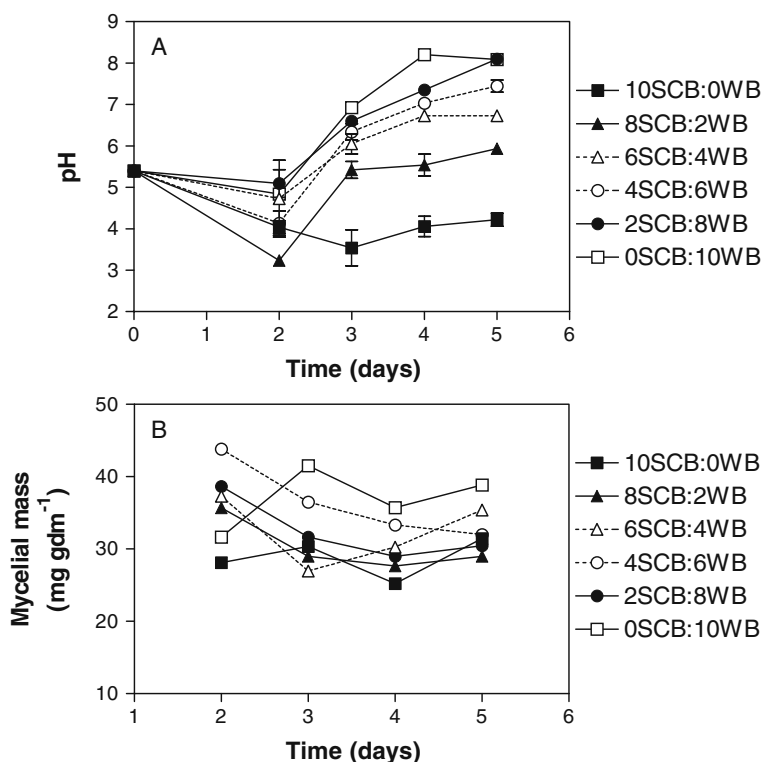 A
9
8
7
6
5
4
3
2
pH
0
1
2
3
4
5
6
Time (days)
10SCB:0WB
8SCB:2WB
6SCB:4WB
4SCB:6WB
2SCB:8WB
0SCB:10WB
B
50
40
30
20
10
Mycelial mass
(mg gdm⁻¹)
1
2
3
4
5
6
Time (days)
10SCB:0WB
8SCB:2WB
6SCB:4WB
4SCB:6WB
2SCB:8WB
0SCB:10WB